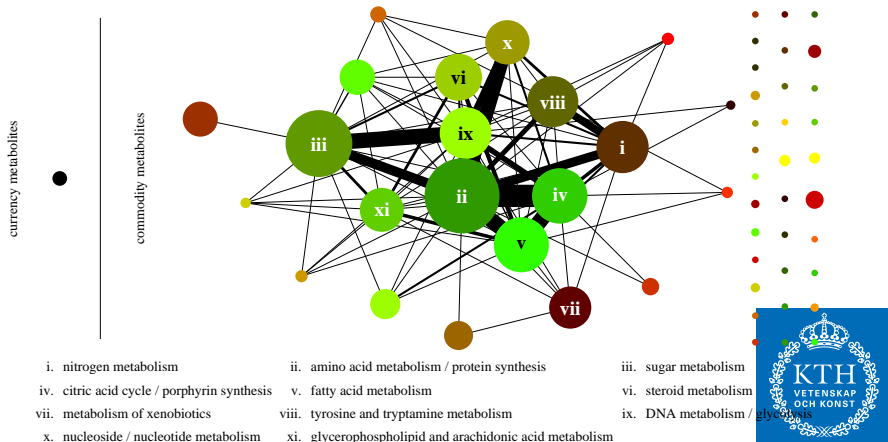 currency metabolites
commodity metabolites
x
vi
viii
iii
ix
i
ii
iv
xi
v
vii
i. nitrogen metabolism
ii. amino acid metabolism / protein synthesis
iii. sugar metabolism
iv. citric acid cycle / porphyrin synthesis
v. fatty acid metabolism
vi. steroid metabolism
vii. metabolism of xenobiotics
viii. tyrosine and tryptamine metabolism
ix. DNA metabolism / glycolysis
x. nucleoside / nucleotide metabolism
xi. glycerophospholipid and arachidonic acid metabolism
KTH
VETENSKAP
OCH KONST